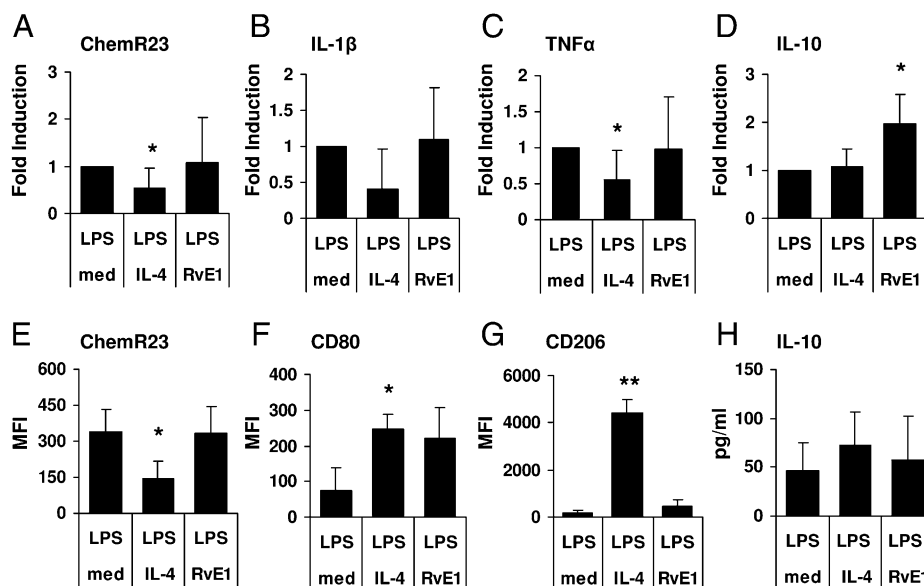 A ChemR23
Fold Induction
3
2
1
0
*
LPS LPS LPS
med IL-4 RvE1
B IL-1β
Fold Induction
2
1.5
1
0.5
0
LPS LPS LPS
med IL-4 RvE1
C TNFα
Fold Induction
2
1.5
1
0.5
0
*
LPS LPS LPS
med IL-4 RvE1
D IL-10
Fold Induction
3
2
1
0
*
LPS LPS LPS
med IL-4 RvE1
E ChemR23
MFI
600
450
300
150
0
*
LPS LPS LPS
med IL-4 RvE1
F CD80
MFI
400
300
200
100
0
*
LPS LPS LPS
med IL-4 RvE1
G CD206
MFI
6000
4000
2000
0
**
LPS LPS LPS
med IL-4 RvE1
H IL-10
pg/ml
150
100
50
0
LPS LPS LPS
med IL-4 RvE1